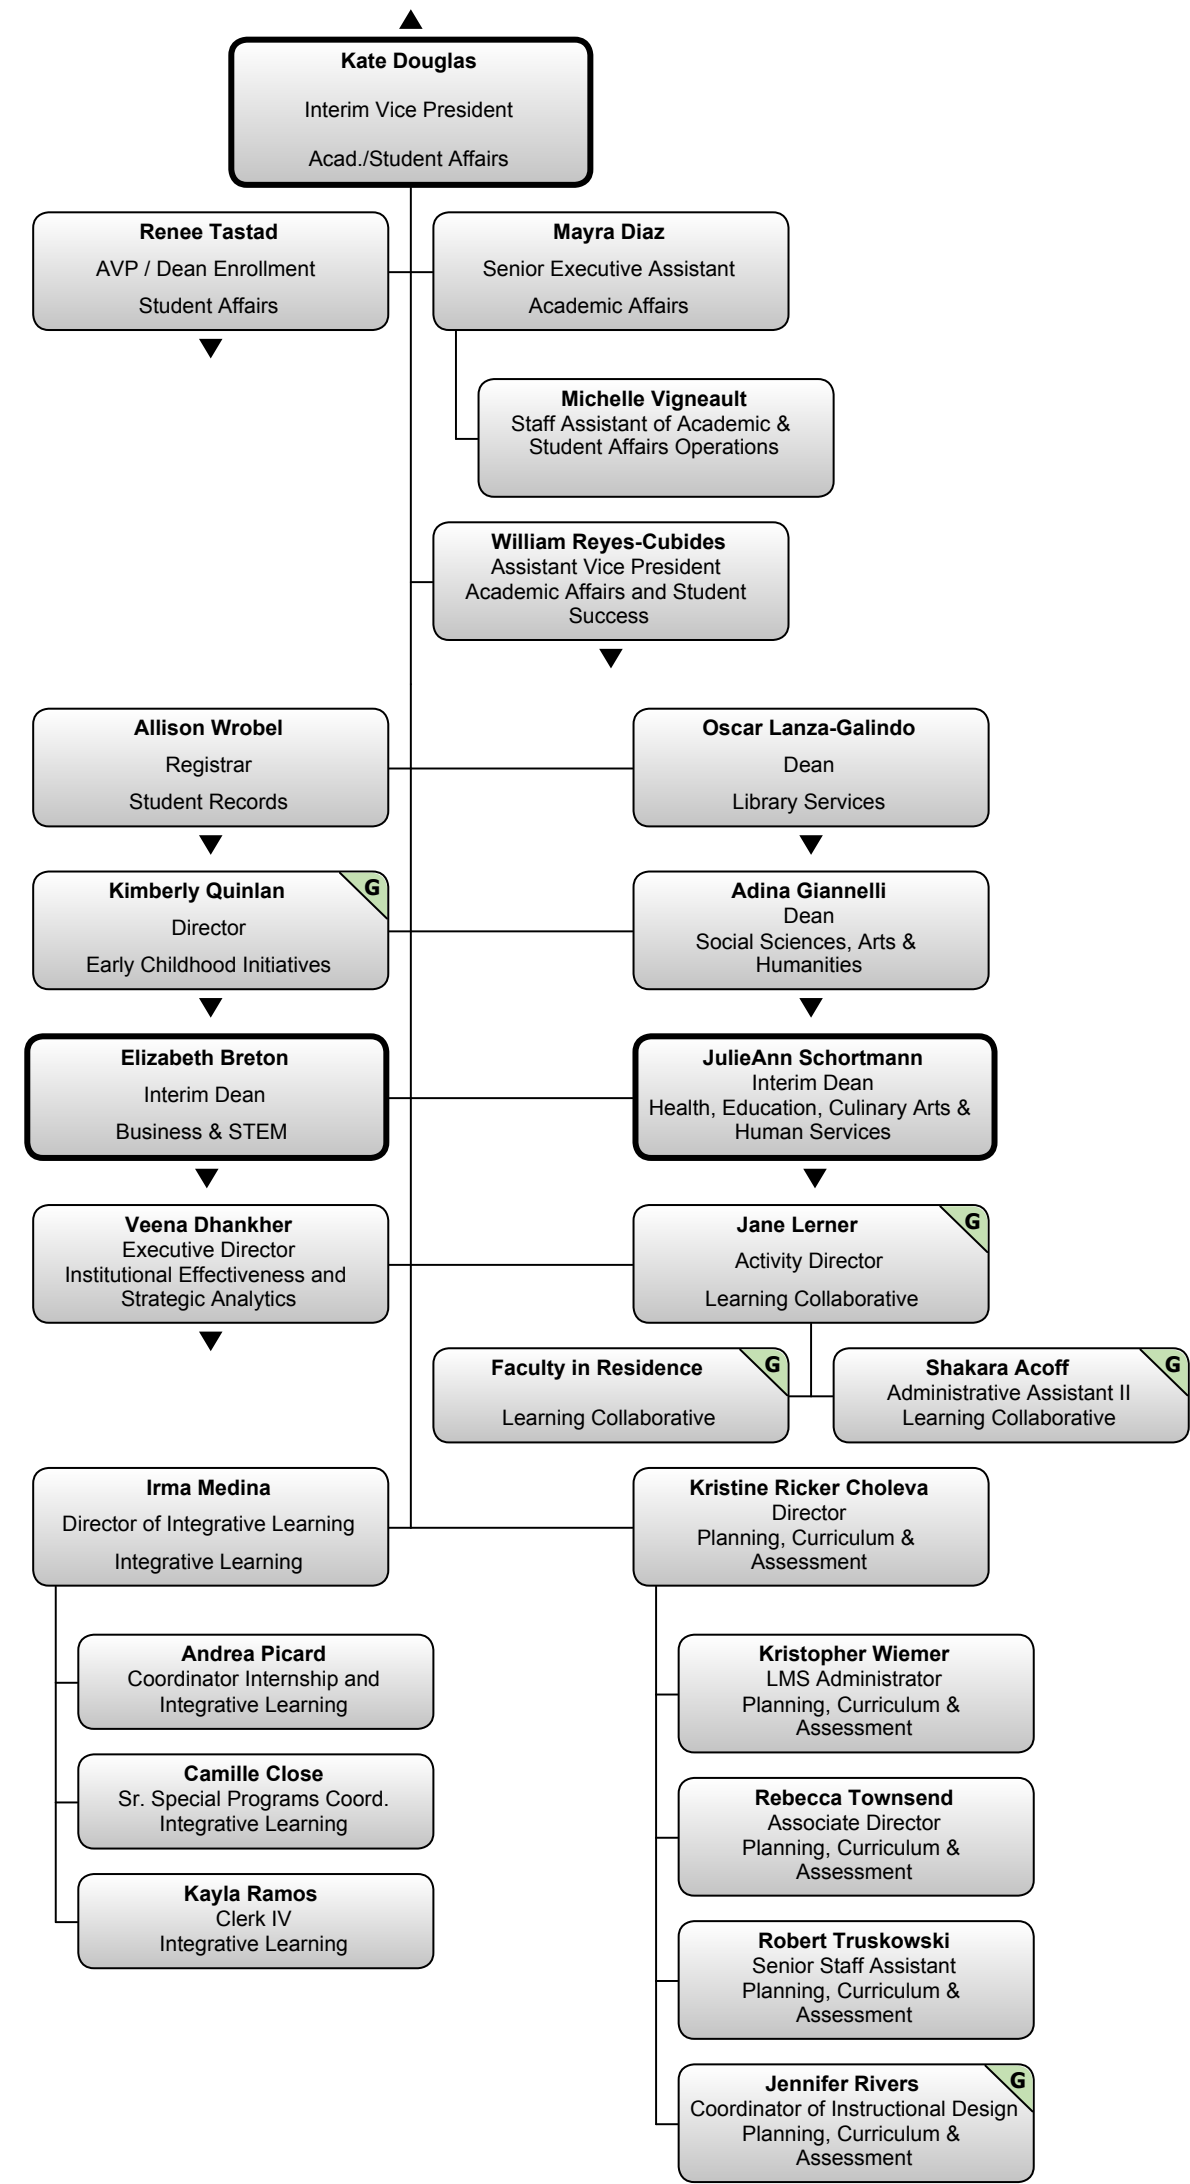 Kate Douglas
Interim Vice President
Acad./Student Affairs
Renee Tastad
AVP / Dean Enrollment
Student Affairs
Mayra Diaz
Senior Executive Assistant
Academic Affairs
Michelle Vigneault
Staff Assistant of Academic &
Student Affairs Operations
William Reyes-Cubides
Assistant Vice President
Academic Affairs and Student
Success
Allison Wrobel
Registrar
Student Records
Oscar Lanza-Galindo
Dean
Library Services
Kimberly Quinlan
G
Director
Early Childhood Initiatives
Adina Giannelli
Dean
Social Sciences, Arts &
Humanities
Elizabeth Breton
Interim Dean
Business & STEM
JulieAnn Schortmann
Interim Dean
Health, Education, Culinary Arts &
Human Services
Veena Dhankher
Executive Director
Institutional Effectiveness and
Strategic Analytics
Jane Lerner
G
Activity Director
Learning Collaborative
Faculty in Residence
G
Learning Collaborative
Shakara Acoff
G
Administrative Assistant II
Learning Collaborative
Irma Medina
Director of Integrative Learning
Integrative Learning
Kristine Ricker Choleva
Director
Planning, Curriculum &
Assessment
Andrea Picard
Coordinator Internship and
Integrative Learning
Camille Close
Sr. Special Programs Coord.
Integrative Learning
Kayla Ramos
Clerk IV
Integrative Learning
Kristopher Wiemer
LMS Administrator
Planning, Curriculum &
Assessment
Rebecca Townsend
Associate Director
Planning, Curriculum &
Assessment
Robert Truskowski
Senior Staff Assistant
Planning, Curriculum &
Assessment
Jennifer Rivers
G
Coordinator of Instructional Design
Planning, Curriculum &
Assessment